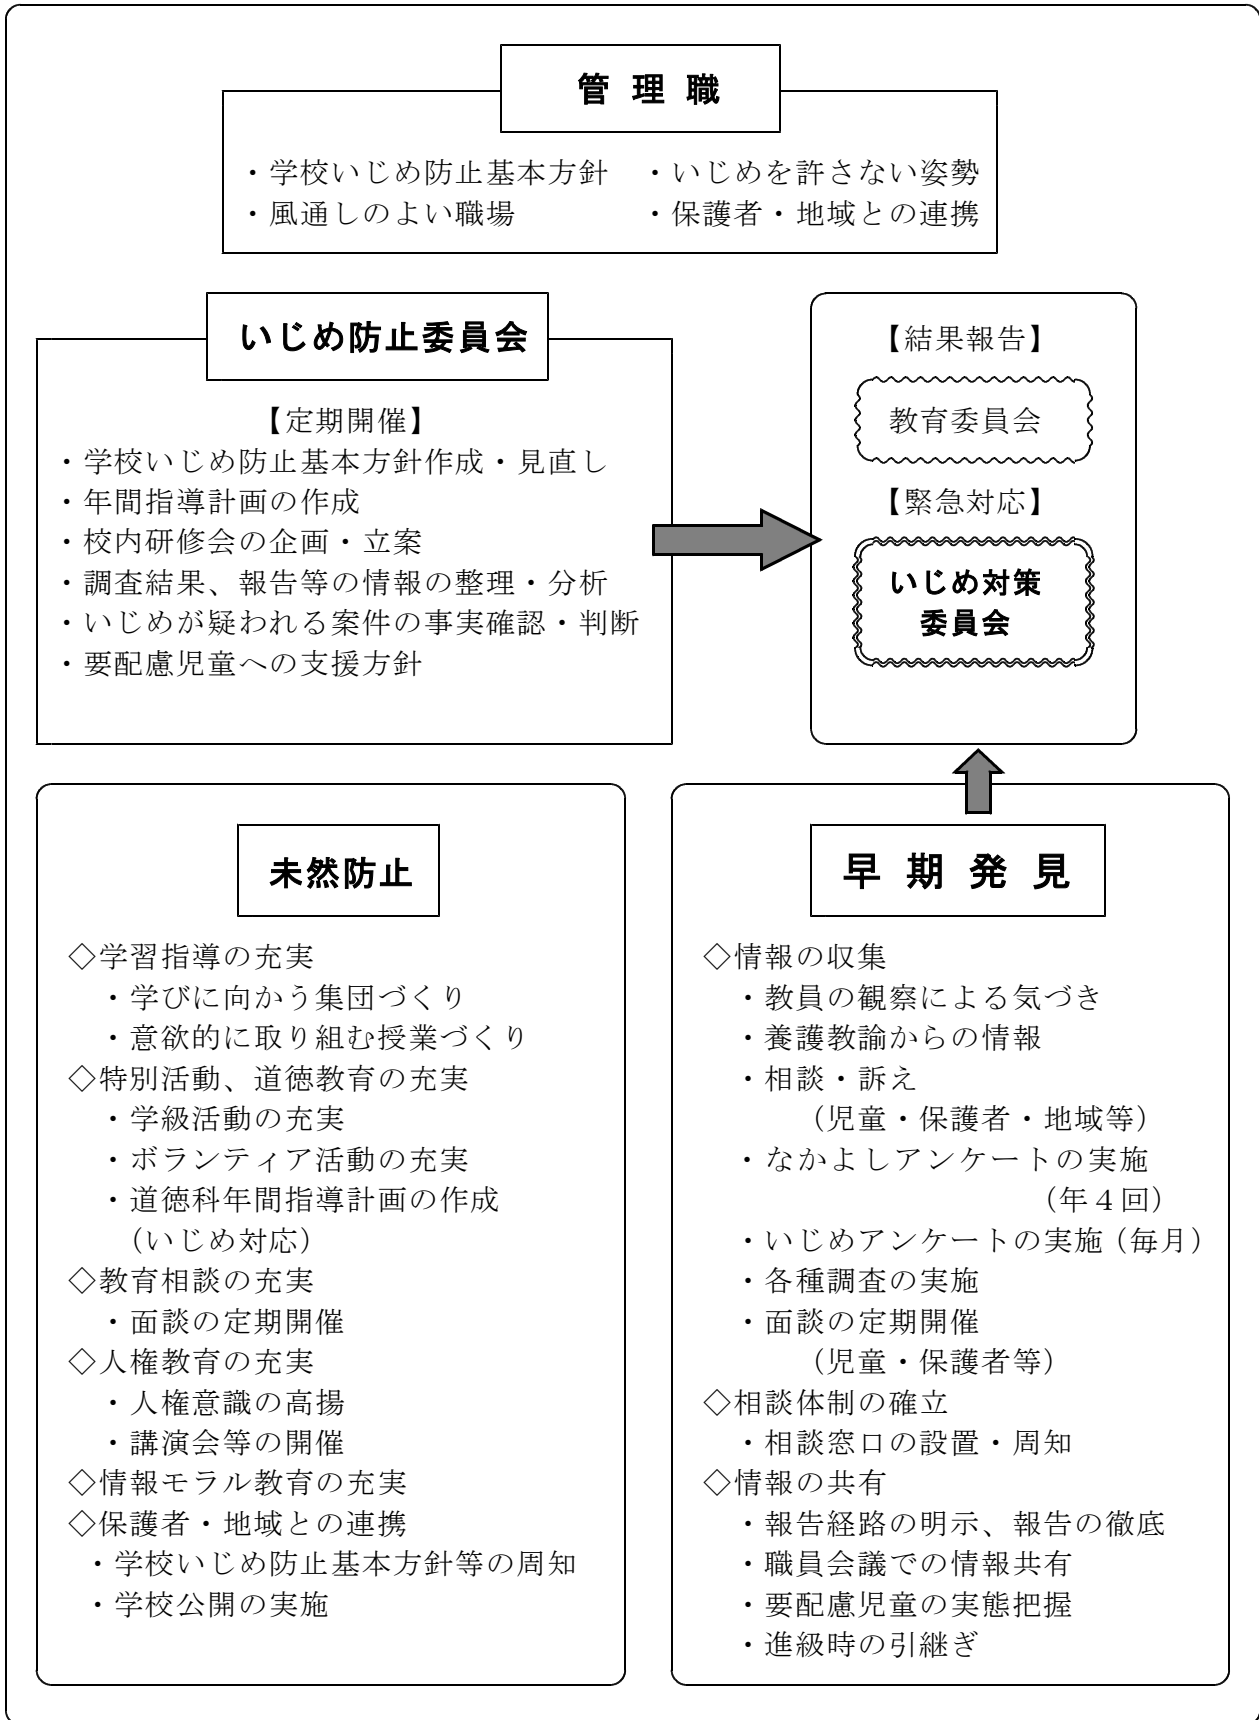 管理職
・学校いじめ防止基本方針　・いじめを許さない姿勢
・風通しのよい職場　・保護者・地域との連携
いじめ防止委員会
【定期開催】
・学校いじめ防止基本方針作成・見直し
・年間指導計画の作成
・校内研修会の企画・立案
・調査結果、報告等の情報の整理・分析
・いじめが疑われる案件の事実確認・判断
・要配慮児童への支援方針
【結果報告】
教育委員会
【緊急対応】
いじめ対策
委員会
未然防止
◇学習指導の充実
・学びに向かう集団づくり
・意欲的に取り組む授業づくり
◇特別活動、道徳教育の充実
・学級活動の充実
・ボランティア活動の充実
・道徳科年間指導計画の作成
（いじめ対応）
◇教育相談の充実
・面談の定期開催
◇人権教育の充実
・人権意識の高揚
・講演会等の開催
◇情報モラル教育の充実
◇保護者・地域との連携
・学校いじめ防止基本方針等の周知
・学校公開の実施
早期発見
◇情報の収集
・教員の観察による気づき
・養護教諭からの情報
・相談・訴え
（児童・保護者・地域等）
・なかよしアンケートの実施
（年４回）
・いじめアンケートの実施（毎月）
・各種調査の実施
・面談の定期開催
（児童・保護者等）
◇相談体制の確立
・相談窓口の設置・周知
◇情報の共有
・報告経路の明示、報告の徹底
・職員会議での情報共有
・要配慮児童の実態把握
・進級時の引継ぎ